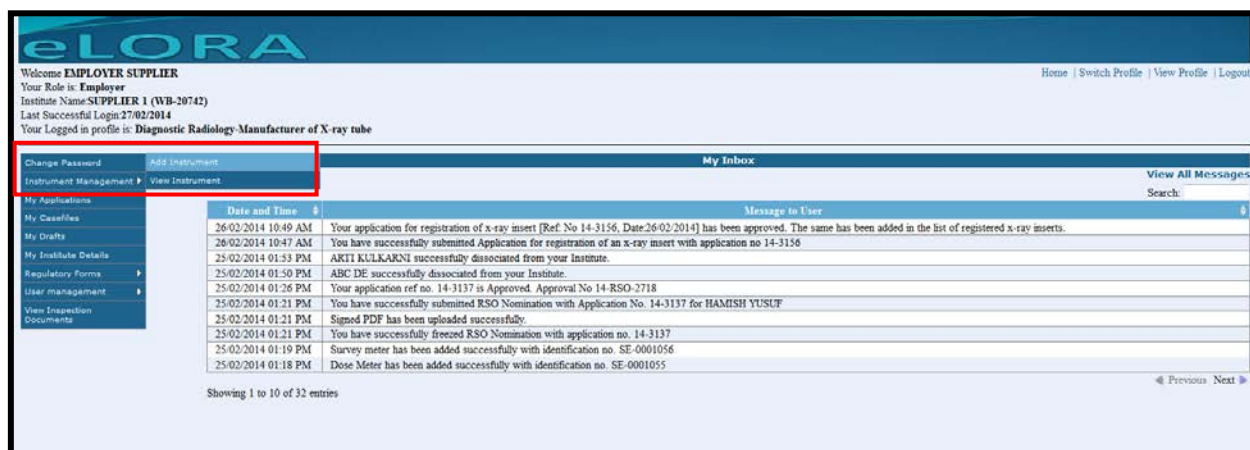 eLORA
Welcome EMPLOYER SUPPLIER
Home | Switch Profile | View Profile | Logout
Your Role is: Employer
Institute Name:SUPPLIER 1 (WB-20742)
Last Successful Login:27/02/2014
Your Logged in profile is: Diagnostic Radiology-Manufacturer of X-ray tube
Change Password
Instrument Management
Add Instrument
View Instrument
My Applications
My Casefiles
My Drafts
My Institute Details
Regulatory Forms
User management
View Inspection
Documents
My Inbox
View All Messages
Search:
Date and Time Message to User
26/02/2014 10:49 AM Your application for registration of x-ray insert [Ref: No 14-3156, Date:26/02/2014] has been approved. The same has been added in the list of registered x-ray inserts.
26/02/2014 10:47 AM You have successfully submitted Application for registration of an x-ray insert with application no 14-3156
25/02/2014 01:53 PM ARTI KULKARNI successfully dissociated from your Institute.
25/02/2014 01:50 PM ABC DE successfully dissociated from your Institute.
25/02/2014 01:26 PM Your application ref no. 14-3137 is Approved. Approval No 14-RSO-2718
25/02/2014 01:21 PM You have successfully submitted RSO Nomination with Application No. 14-3137 for HAMISH YUSUF
25/02/2014 01:21 PM Signed PDF has been uploaded successfully.
25/02/2014 01:21 PM You have successfully freezed RSO Nomination with application no. 14-3137
25/02/2014 01:19 PM Survey meter has been added successfully with identification no. SE-0001056
25/02/2014 01:18 PM Dose Meter has been added successfully with identification no. SE-0001055
Showing 1 to 10 of 32 entries
Previous Next